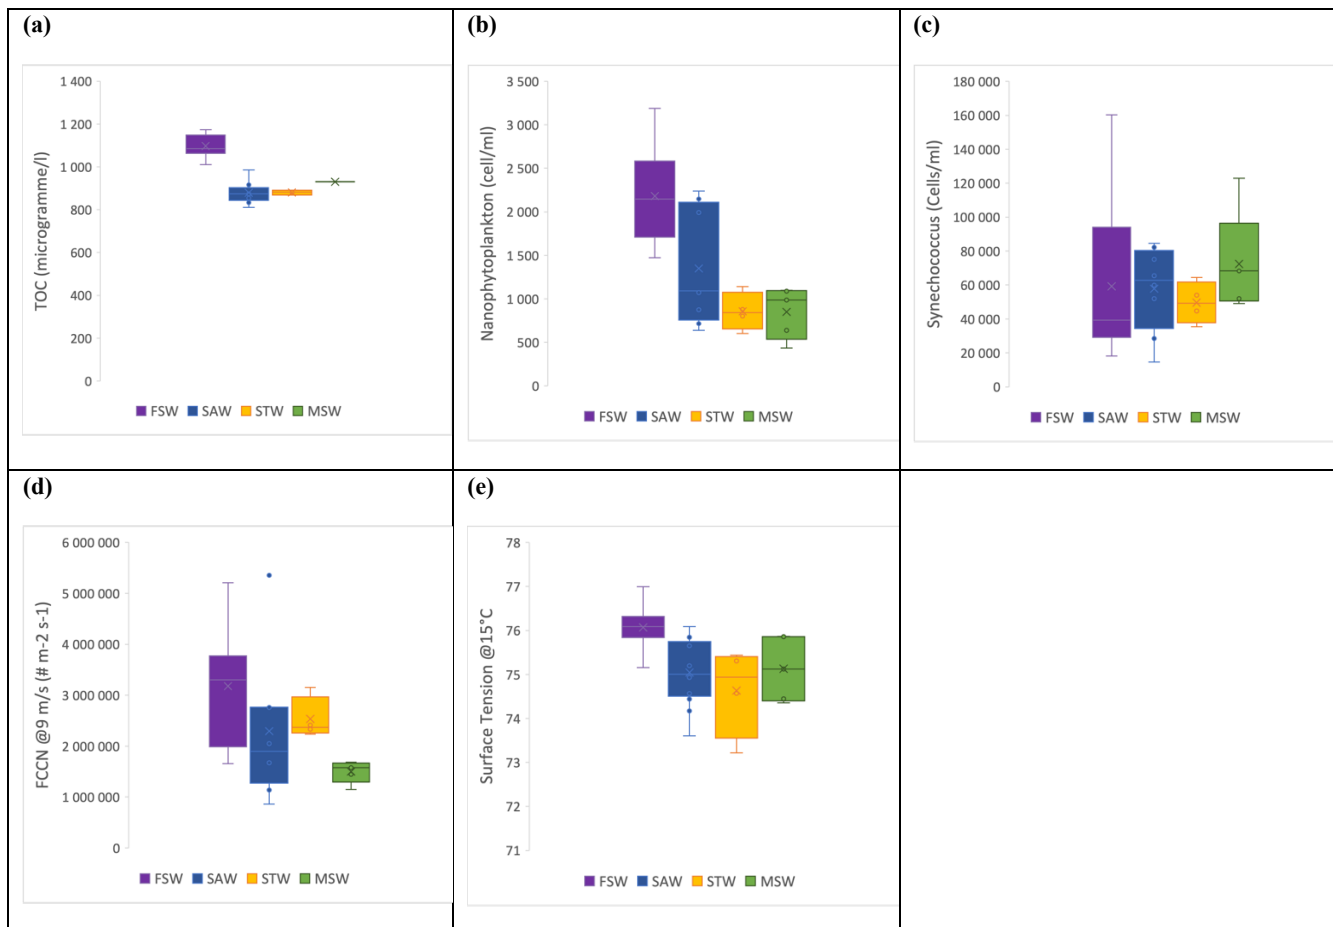 (a)
TOC (microgramme/l)
1 400
1 200
1 000
800
600
400
200
0
FSW SAW STW MSW
(b)
Nanophytoplankton (cell/ml)
3 500
3 000
2 500
2 000
1 500
1 000
500
0
FSW SAW STW MSW
(c)
Synechococcus (Cells/ml)
180 000
160 000
140 000
120 000
100 000
80 000
60 000
40 000
20 000
0
FSW SAW STW MSW
(d)
FCCN @9 m/s (# m-2 s-1)
6 000 000
5 000 000
4 000 000
3 000 000
2 000 000
1 000 000
0
FSW SAW STW MSW
(e)
Surface Tension @15°C
78
77
76
75
74
73
72
71
FSW SAW STW MSW